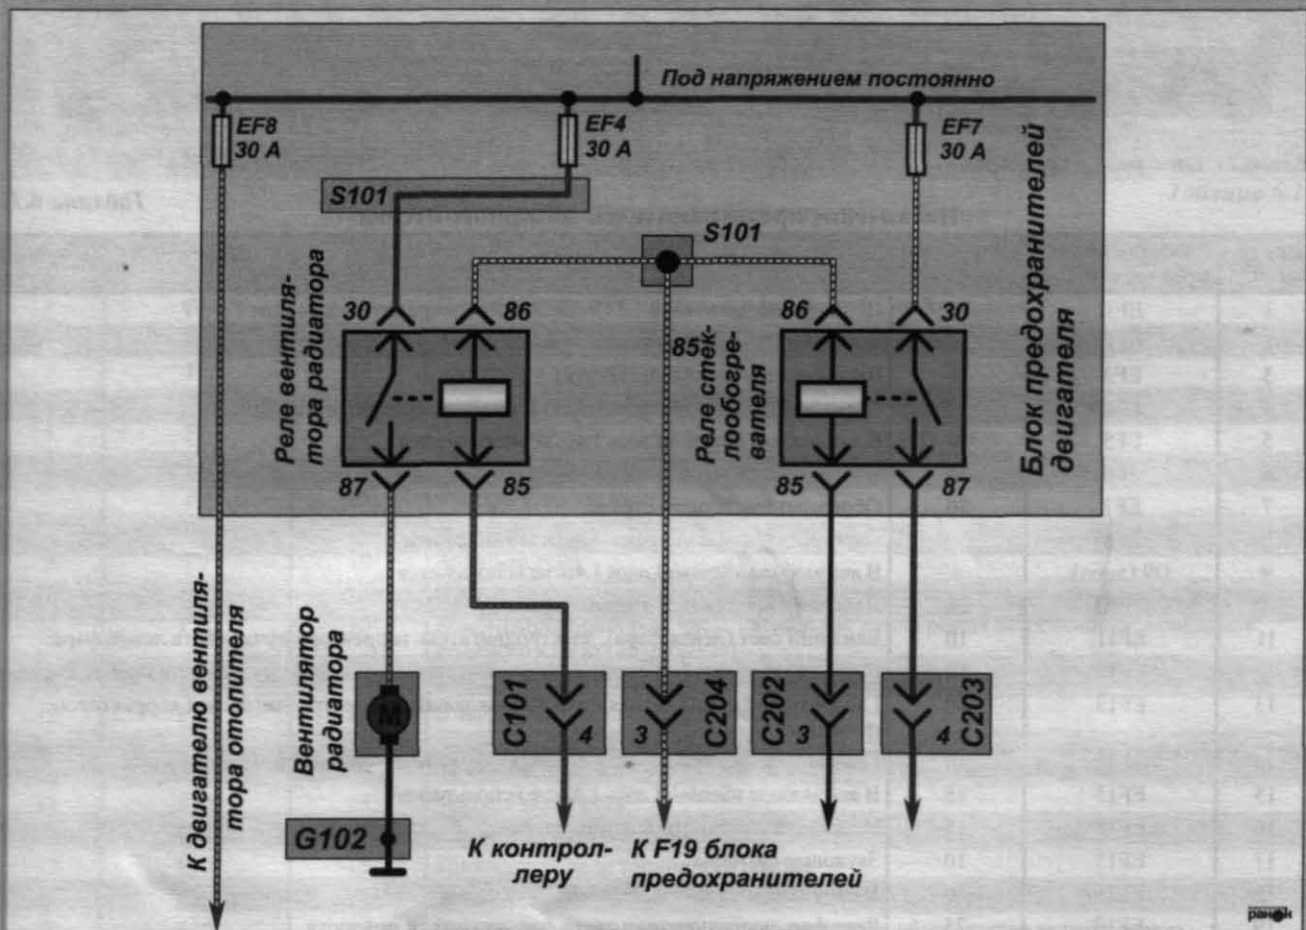 Под напряжением постоянно
EF8
30 A
EF4
30 A
EF7
30 A
S101
S101
Блок предохранителей
двигателя
Реле вентиля-
тора радиатора
30
86
87
85
85
Реле стек-
лообогре-
вателя
86
30
85
87
К двигателю вентиля-
тора отопителя
Вентилятор
радиатора
M
G102
C101
4
3
C204
C202
3
4
C203
К контрол-
леру
К F19 блока
предохранителей
ранок